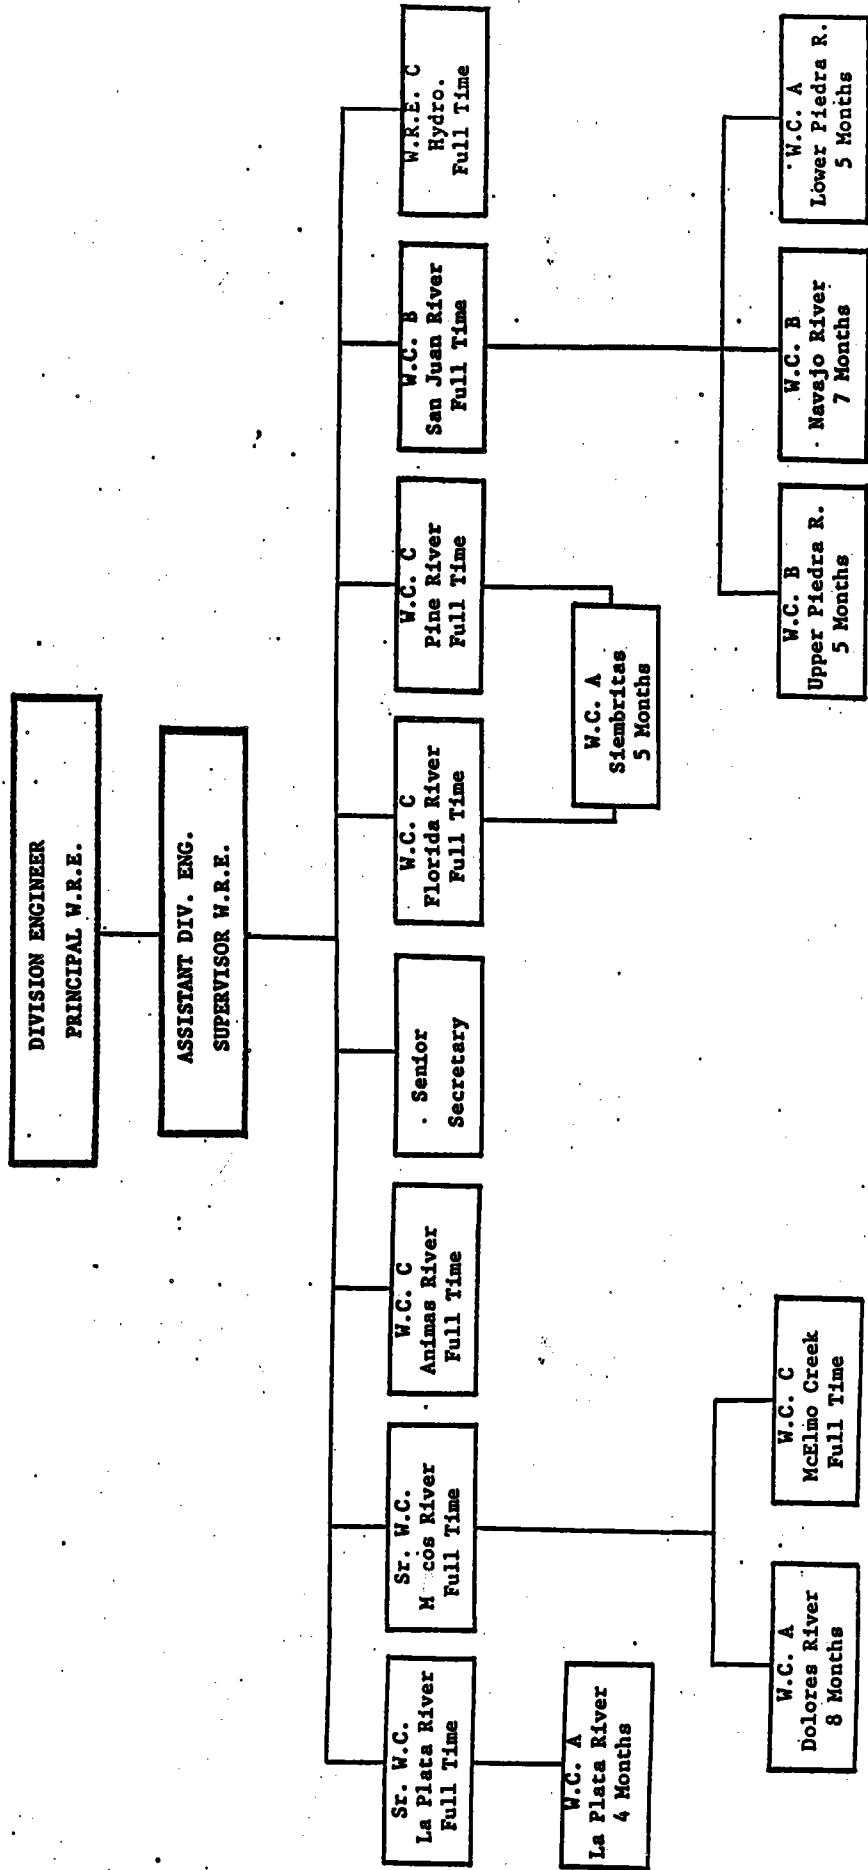 DIVISION ENGINEER
PRINCIPAL W.R.E.
ASSISTANT DIV. ENG.
SUPERVISOR W.R.E.
Sr. W.C.
La Plata River
Full Time
Sr. W.C.
M cos River
Full Time
W.C. C
Animas River
Full Time
Senior
Secretary
W.C. C
Florida River
Full Time
W.C. C
Pine River
Full Time
W.C. B
San Juan River
Full Time
W.R.E. C
Hydro.
Full Time
W.C. A
La Plata River
4 Months
W.C. A
Siembritas
5 Months
W.C. A
Dolores River
8 Months
W.C. C
McElmo Creek
Full Time
W.C. B
Upper Piedra R.
5 Months
W.C. B
Navajo River
7 Months
W.C. A
Lower Piedra R.
5 Months